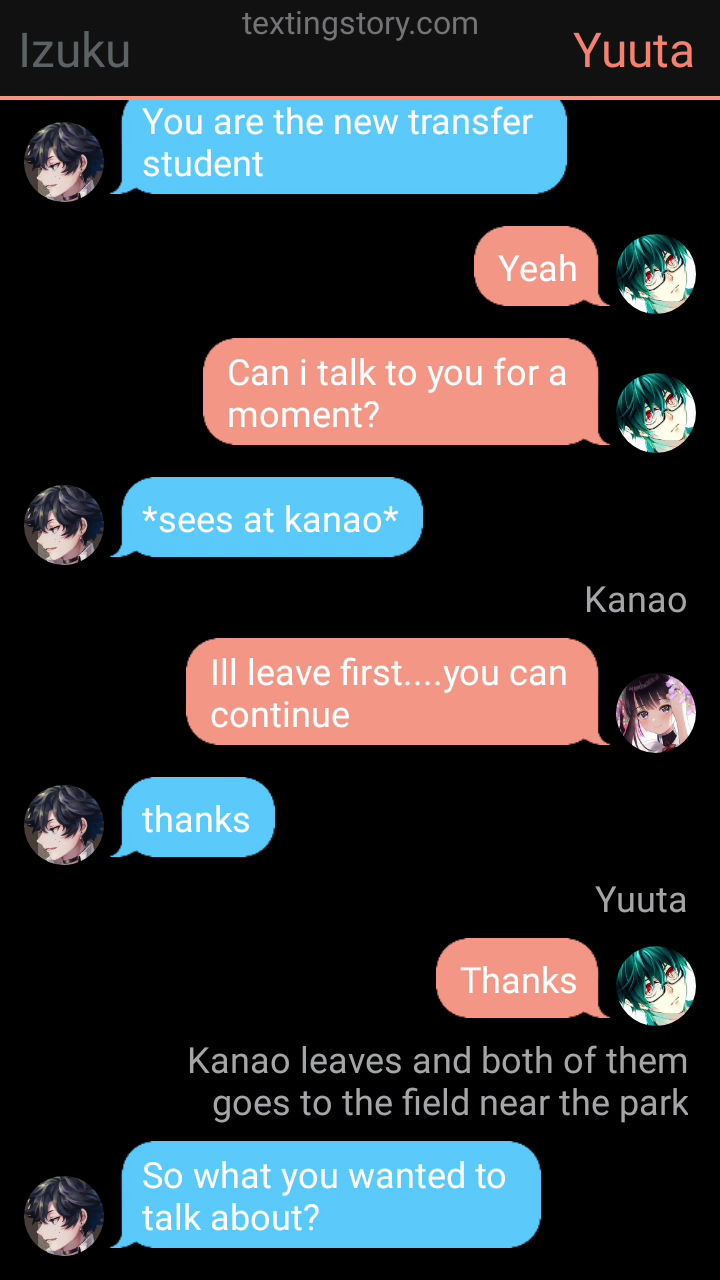 textingstory.com
Izuku
Yuuta
You are the new transfer
student
Yeah
Can i talk to you for a
moment?
*sees at kanao*
Kanao
Ill leave first....you can
continue
thanks
Yuuta
Thanks
Kanao leaves and both of them
goes to the field near the park
So what you wanted to
talk about?